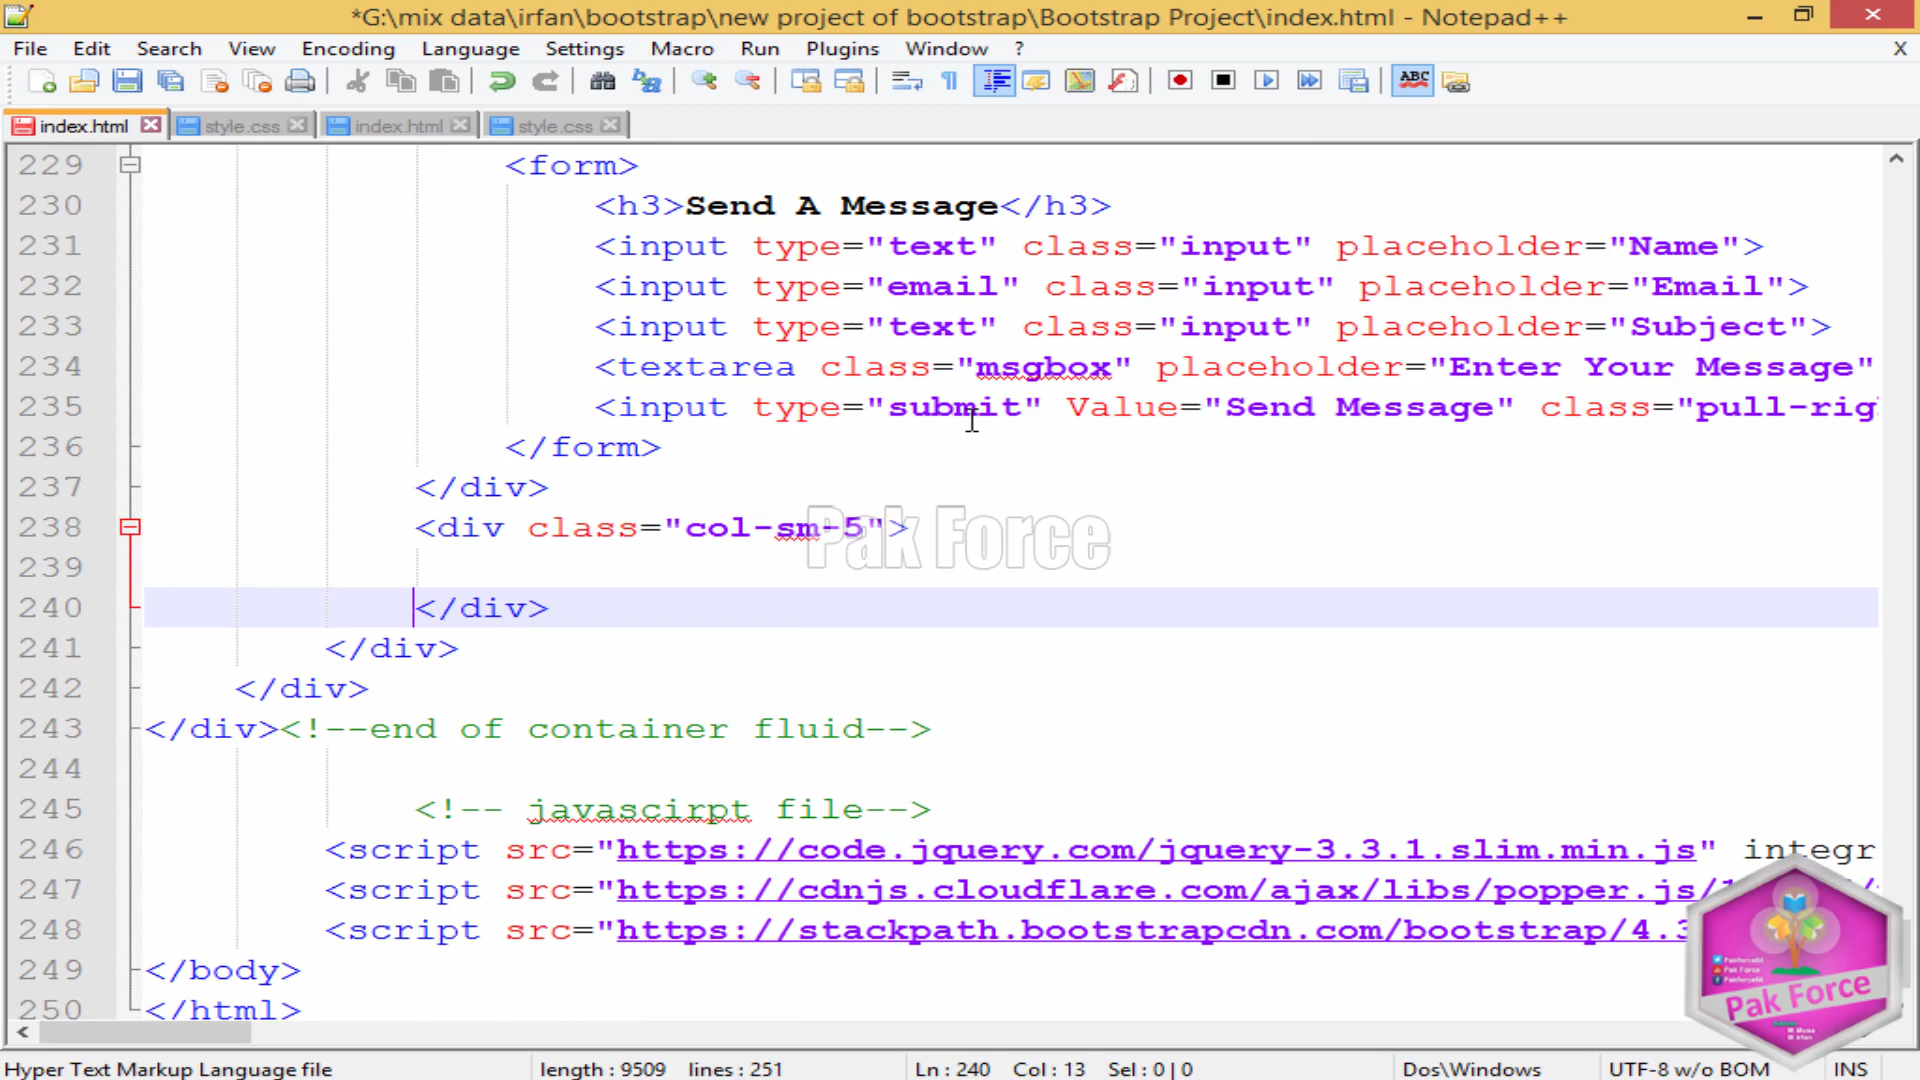 *G:\mix data\irfan\bootstrap\new project of bootstrap\Bootstrap Project\index.html - Notepad++
File Edit Search View Encoding Language Settings Macro Run Plugins Window ? X
ABC
index.html style.css index.html style.css
229 <form>
230 <h3>Send A Message</h3>
231 <input type="text" class="input" placeholder="Name">
232 <input type="email" class="input" placeholder="Email">
233 <input type="text" class="input" placeholder="Subject">
234 <textarea class="msgbox" placeholder="Enter Your Message"
235 <input type="submit" Value="Send Message" class="pull-rig
236 </form>
237 </div>
238 <div class="col-sm-5">
Pak Force
239
240 </div>
241 </div>
242 </div>
243 </div><!--end of container fluid-->
244
245 <!-- javascirpt file-->
246 <script src="https://code.jquery.com/jquery-3.3.1.slim.min.js" integr
247 <script src="https://cdnjs.cloudflare.com/ajax/libs/popper.js/1
248 <script src="https://stackpath.bootstrapcdn.com/bootstrap/4.3
249 </body>
250 </html>
Pak Force
Hyper Text Markup Language file length : 9509 lines : 251 Ln : 240 Col : 13 Sel : 0 | 0 Dos\Windows UTF-8 w/o BOM INS